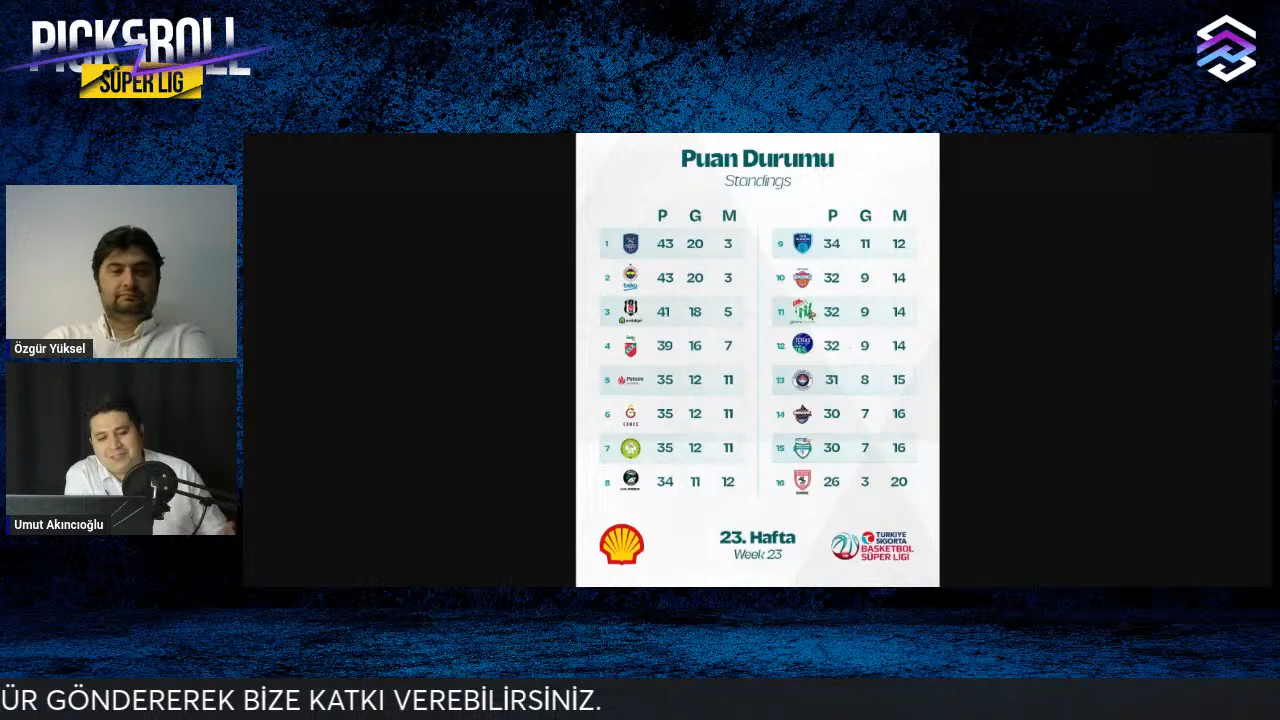 PICK&ROLL
SÜPER LIG
Özgür Yüksel
Umut Akıncıoğlu
Puan Durumu
Standings
P G M P G M
1 43 20 3 9 34 11 12
2 beko 43 20 3 10 32 9 14
3 41 18 5 11 32 9 14
4 39 16 7 12 32 9 14
5 Petkim 35 12 11 13 31 8 15
6 35 12 11 14 30 7 16
7 35 12 11 15 30 7 16
8 34 11 12 16 26 3 20
23. Hafta
Week 23
TÜRKİYE
SİGORTA
BASKETBOL
SÜPER LİGİ
ÜR GÖNDEREREK BİZE KATKI VEREBİLİRSİNİZ.